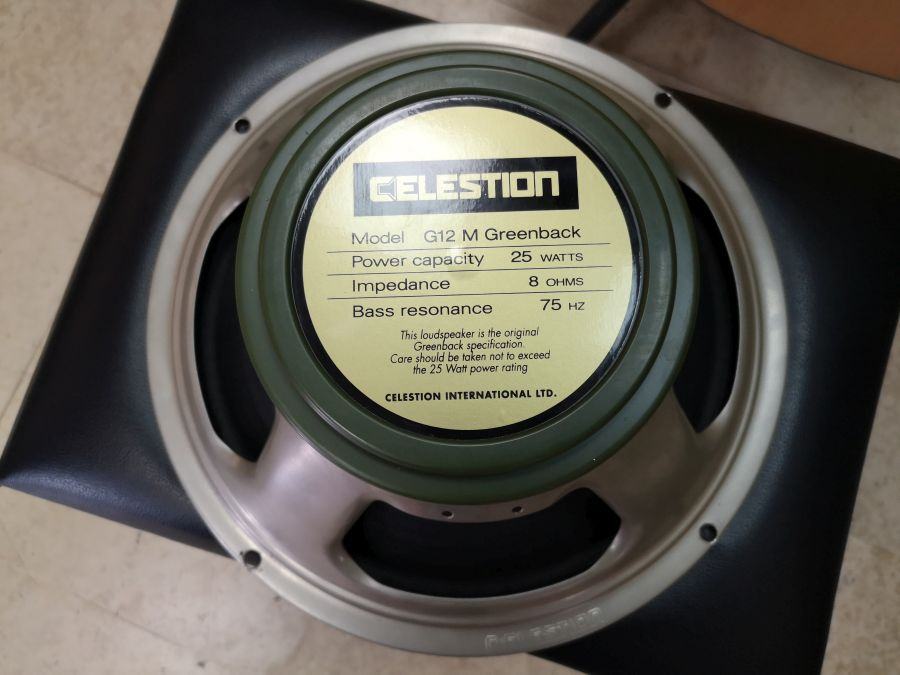 CELESTION
Model G12 M Greenback
Power capacity 25 WATTS
Impedance 8 OHMS
Bass resonance 75 HZ
This loudspeaker is the original
Greenback specification.
Care should be taken not to exceed
the 25 Watt power rating
CELESTION INTERNATIONAL LTD.
CELESTION